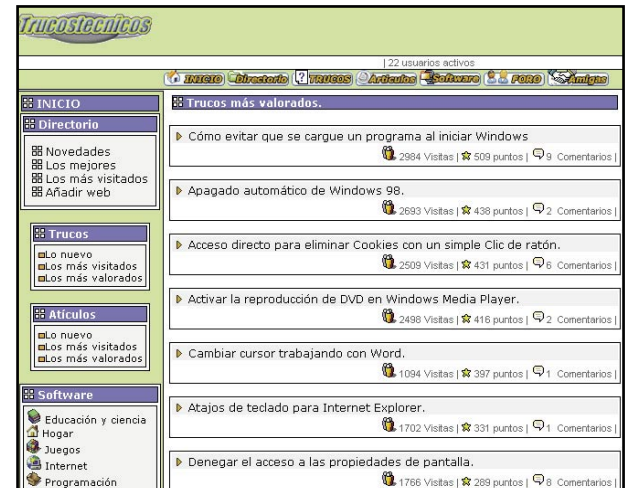 Trucostecnicos
| 22 usuarios activos
INICIO Directorio TRUCOS Articulos Software FORO Amigas
INICIO
Directorio
Novedades
Los mejores
Los más visitados
Añadir web
Trucos
Lo nuevo
Los más visitados
Los más valorados
Atículos
Lo nuevo
Los más visitados
Los más valorados
Software
Educación y ciencia
Hogar
Juegos
Internet
Programación
Trucos más valorados.
Cómo evitar que se cargue un programa al iniciar Windows
2984 Visitas | 509 puntos | 9 Comentarios |
Apagado automático de Windows 98.
2693 Visitas | 438 puntos | 2 Comentarios |
Acceso directo para eliminar Cookies con un simple Clic de ratón.
2509 Visitas | 431 puntos | 6 Comentarios |
Activar la reproducción de DVD en Windows Media Player.
2498 Visitas | 416 puntos | 2 Comentarios |
Cambiar cursor trabajando con Word.
1094 Visitas | 397 puntos | 1 Comentarios |
Atajos de teclado para Internet Explorer.
1702 Visitas | 331 puntos | 1 Comentarios |
Denegar el acceso a las propiedades de pantalla.
1766 Visitas | 289 puntos | 8 Comentarios |